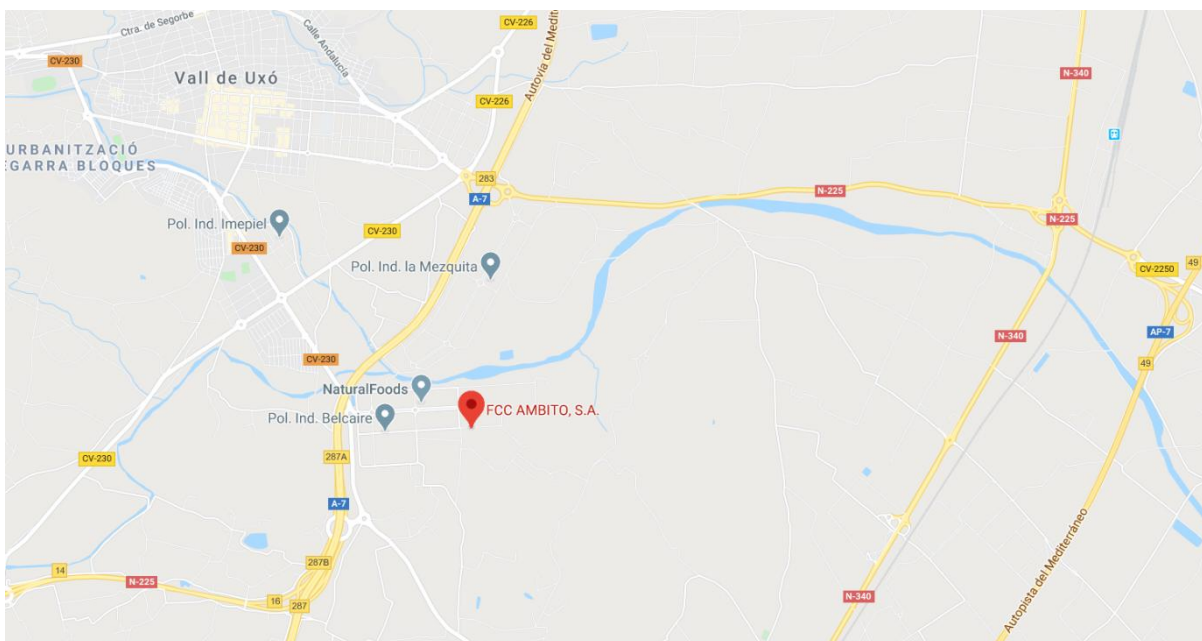 Ctra. de Segorbe
CV-226
CV-230
Calle Andalucía
Autovía del Medite
N-340
Vall de Uxó
CV-226
URBANITZACIÓ
EGARRA BLOQUES
283
A-7
N-225
N-225
Pol. Ind. Imepiel
CV-230
CV-230
Pol. Ind. la Mezquita
CV-2250
49
N-340
AP-7
CV-230
49
NaturalFoods
FCC AMBITO, S.A.
Pol. Ind. Belcaire
CV-230
287A
A-7
287B
14
N-225
16
287
N-340
Autopista del Mediterráneo